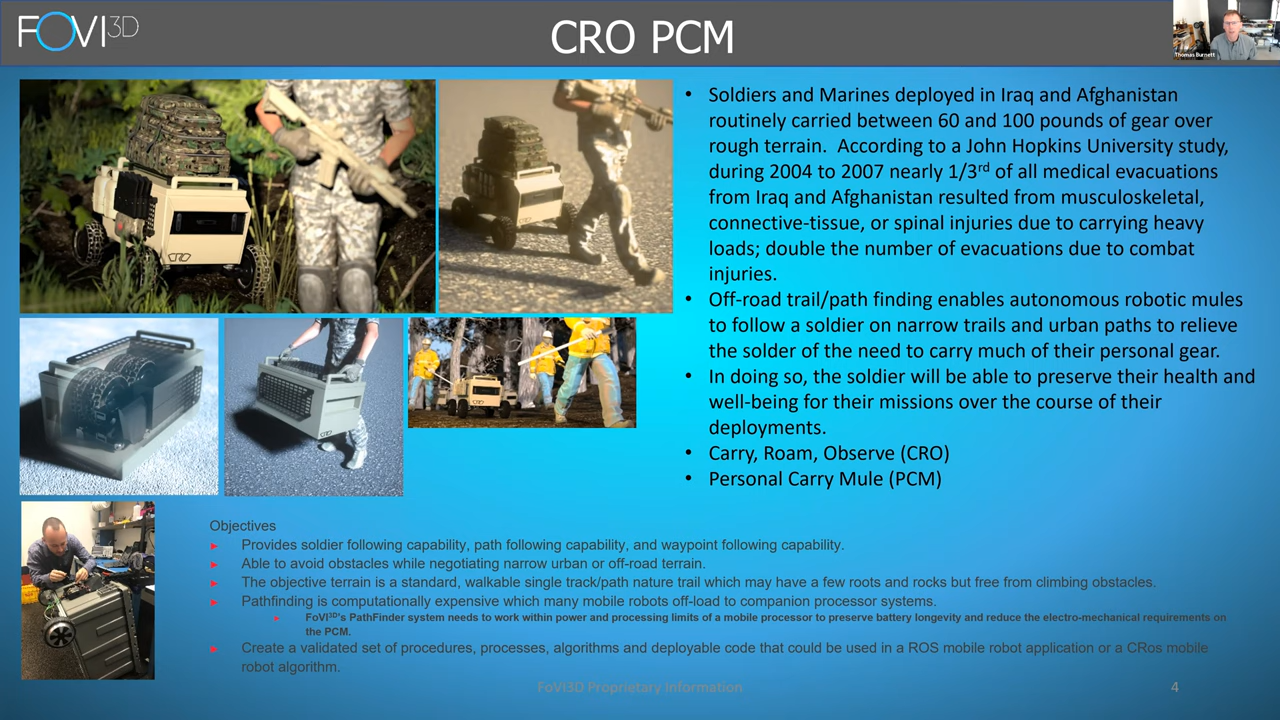 FOVI3D
CRO PCM
Thomas Burnett
• Soldiers and Marines deployed in Iraq and Afghanistan
routinely carried between 60 and 100 pounds of gear over
rough terrain. According to a John Hopkins University study,
during 2004 to 2007 nearly 1/3rd of all medical evacuations
from Iraq and Afghanistan resulted from musculoskeletal,
connective-tissue, or spinal injuries due to carrying heavy
loads; double the number of evacuations due to combat
injuries.
• Off-road trail/path finding enables autonomous robotic mules
to follow a soldier on narrow trails and urban paths to relieve
the solder of the need to carry much of their personal gear.
• In doing so, the soldier will be able to preserve their health and
well-being for their missions over the course of their
deployments.
• Carry, Roam, Observe (CRO)
• Personal Carry Mule (PCM)
CRO
CRO
Objectives
► Provides soldier following capability, path following capability, and waypoint following capability.
► Able to avoid obstacles while negotiating narrow urban or off-road terrain.
► The objective terrain is a standard, walkable single track/path nature trail which may have a few roots and rocks but free from climbing obstacles.
► Pathfinding is computationally expensive which many mobile robots off-load to companion processor systems.
► FoVI3D's PathFinder system needs to work within power and processing limits of a mobile processor to preserve battery longevity and reduce the electro-mechanical requirements on
the PCM.
► Create a validated set of procedures, processes, algorithms and deployable code that could be used in a ROS mobile robot application or a CRos mobile
robot algorithm.
FoVI3D Proprietary Information
4